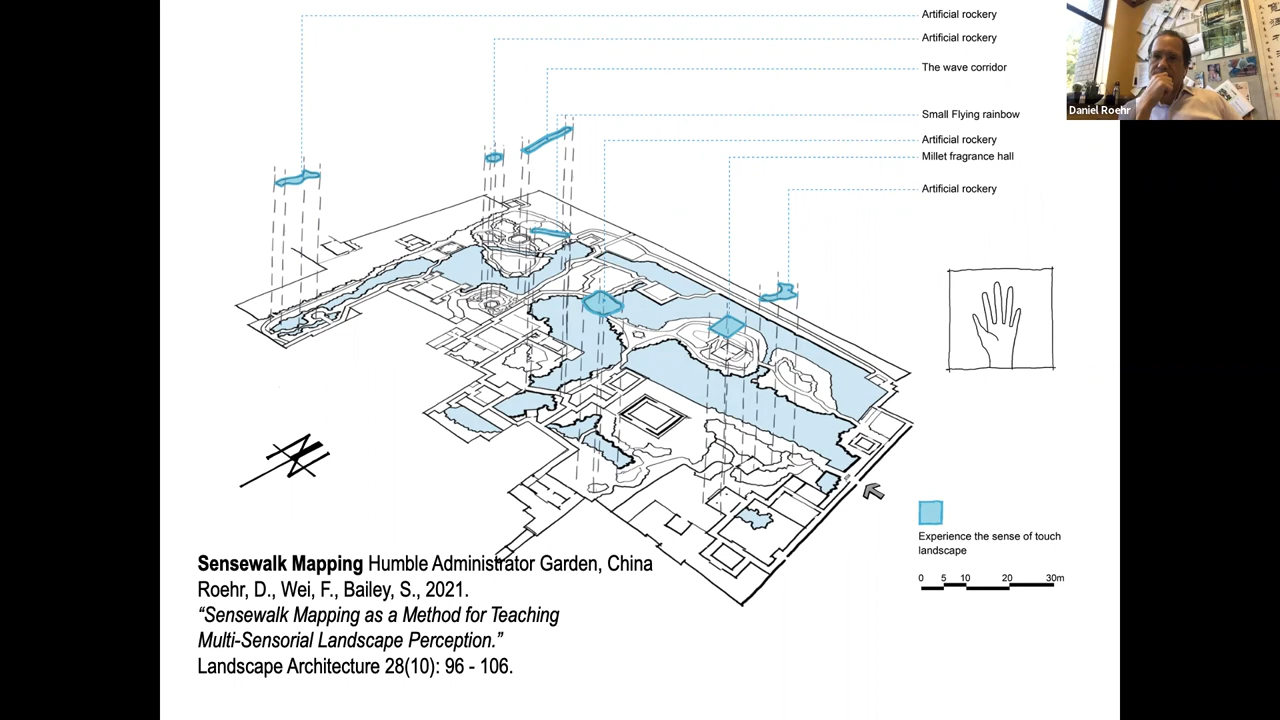 Artificial rockery
Artificial rockery
The wave corridor
Small Flying rainbow
Artificial rockery
Millet fragrance hall
Artificial rockery
Daniel Roehr
Experience the sense of touch
landscape
0 5 10 20 30m
Sensewalk Mapping Humble Administrator Garden, China
Roehr, D., Wei, F., Bailey, S., 2021.
“Sensewalk Mapping as a Method for Teaching
Multi-Sensorial Landscape Perception.”
Landscape Architecture 28(10): 96 - 106.